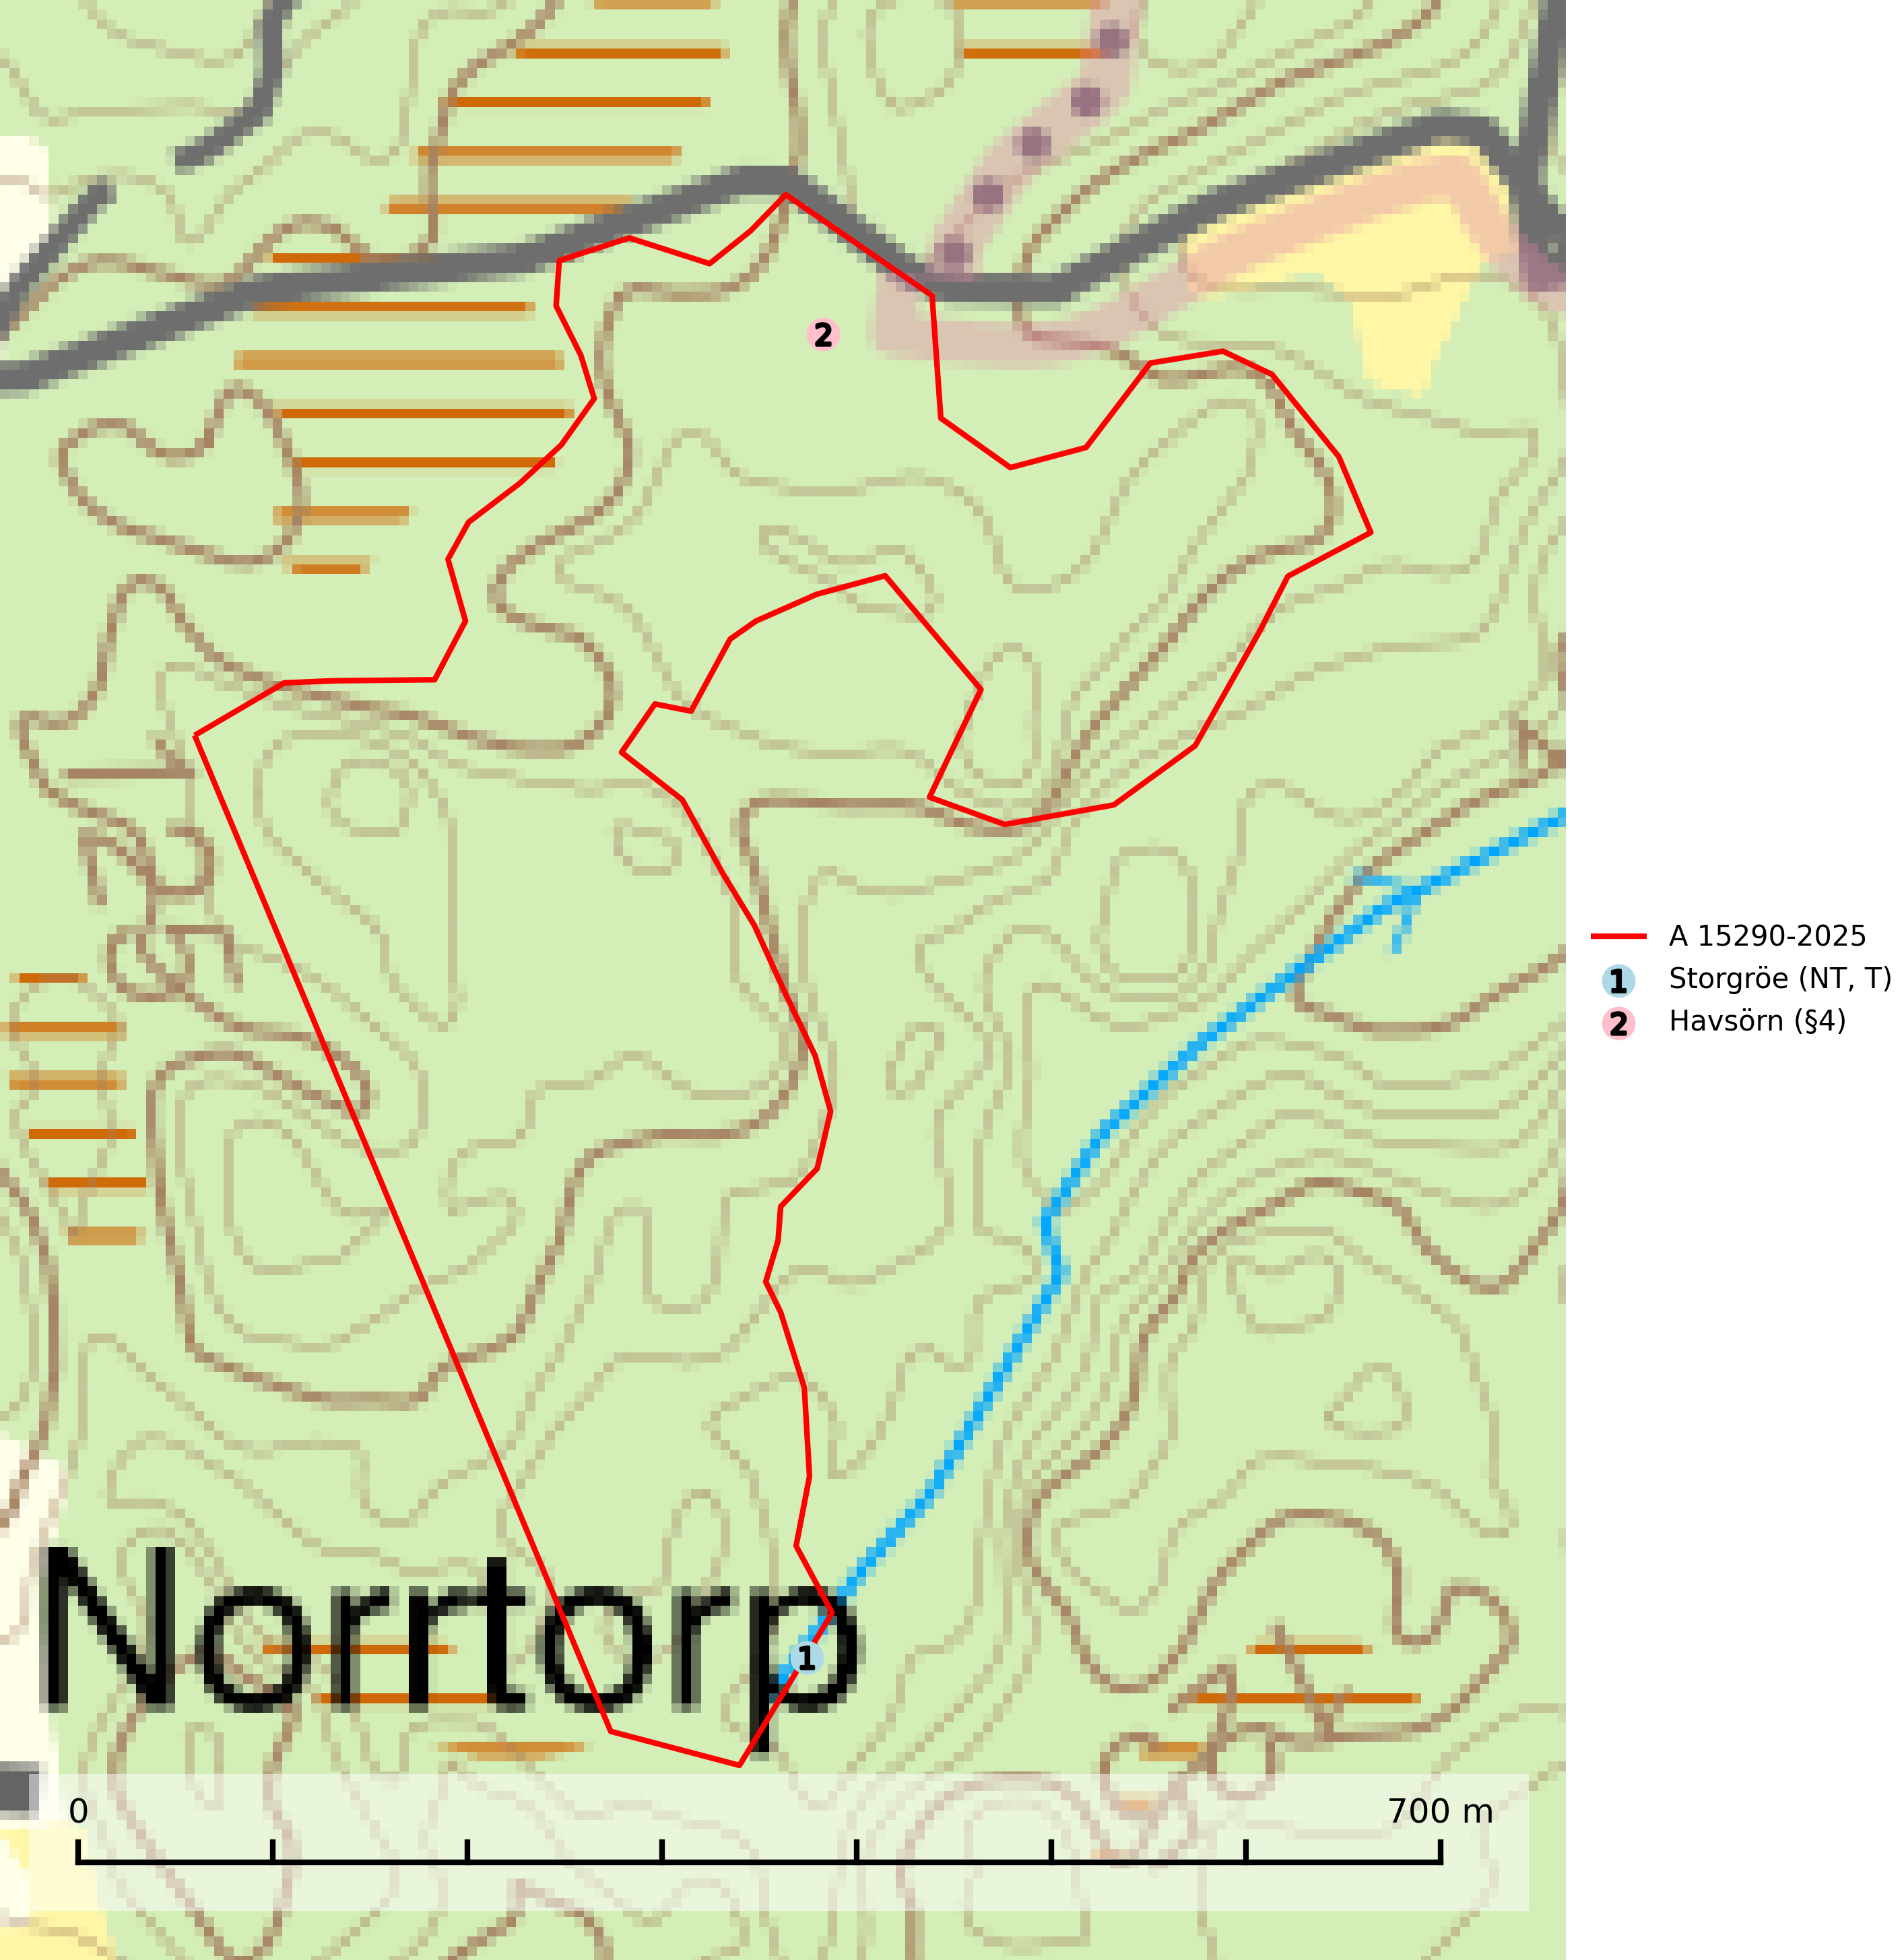 A 15290-2025
1 Storgröe (NT, T)
2 Havsörn (§4)
2
1
Norrtorp
0 700 m